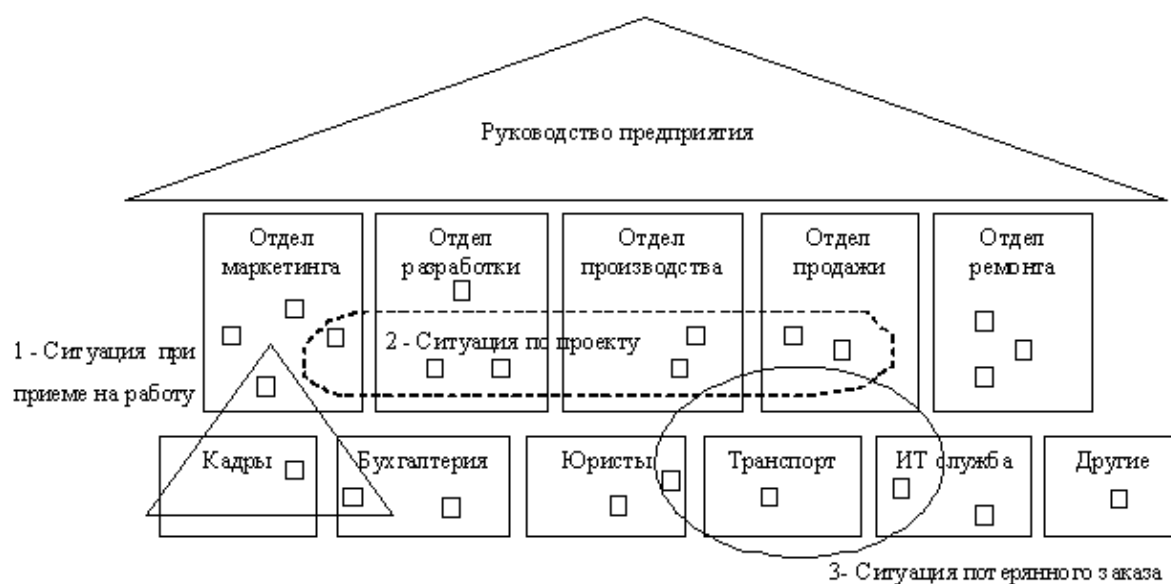 Руководство предприятия
Отдел
маркетинга
Отдел
разработки
Отдел
производства
Отдел
продажи
Отдел
ремонта
1 - Ситуация при
приеме на работу
2- Ситуация по проекту
Кадры
Бухгалтерия
Юристы
Транспорт
ИТ служба
Другие
3- Ситуация потерянного заказа